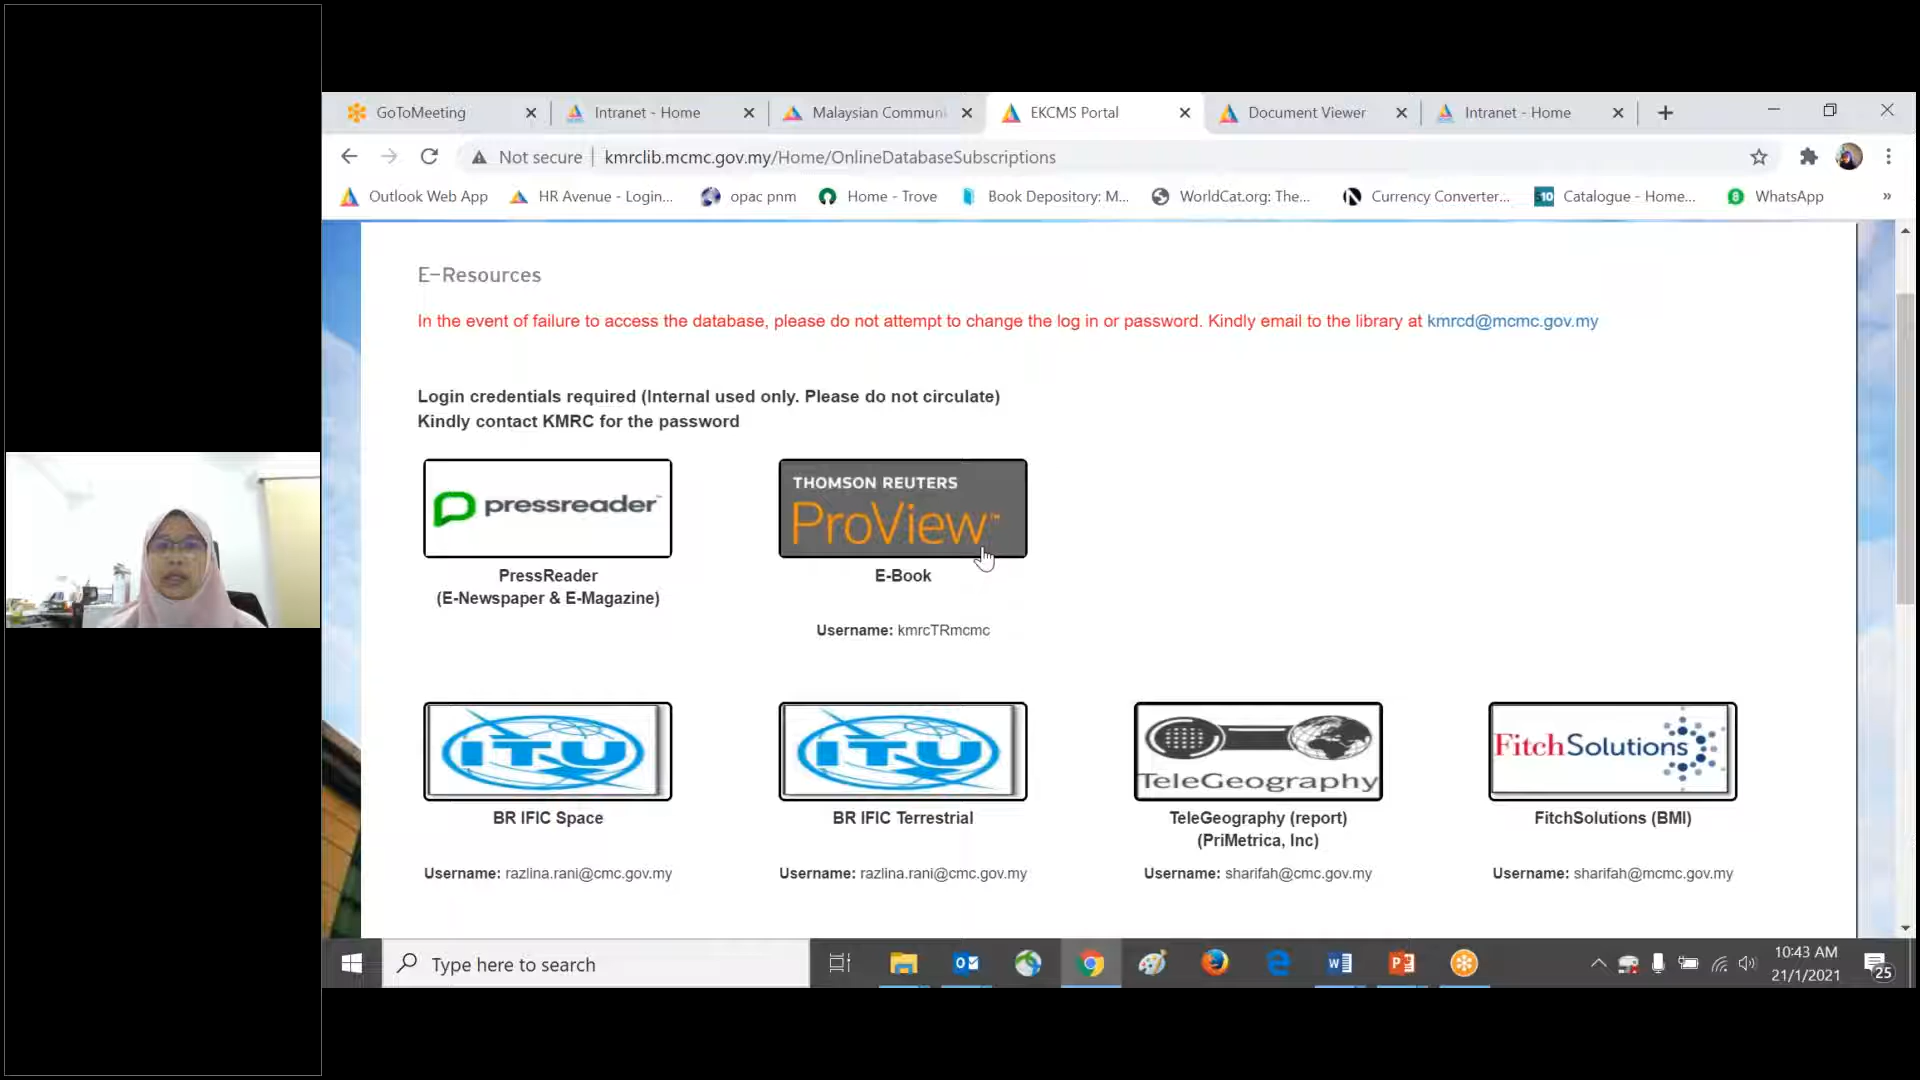 GoToMeeting
Intranet - Home
Malaysian Commun
EKCMS Portal
Document Viewer
Intranet - Home
Not secure
kmrclib.mcmc.gov.my/Home/OnlineDatabaseSubscriptions
Outlook Web App
HR Avenue - Login...
opac pnm
Home - Trove
Book Depository: M...
WorldCat.org: The...
Currency Converter...
S10
Catalogue - Home...
8
WhatsApp
»
E-Resources
In the event of failure to access the database, please do not attempt to change the log in or password. Kindly email to the library at kmrcd@mcmc.gov.my
Login credentials required (Internal used only. Please do not circulate)
Kindly contact KMRC for the password
pressreader
THOMSON REUTERS
ProView™
PressReader
(E-Newspaper & E-Magazine)
E-Book
Username: kmrcTRmcmc
ITU
ITU
TeleGeography
FitchSolutions
BR IFIC Space
BR IFIC Terrestrial
TeleGeography (report)
(PriMetrica, Inc)
FitchSolutions (BMI)
Username: razlina.rani@cmc.gov.my
Username: razlina.rani@cmc.gov.my
Username: sharifah@cmc.gov.my
Username: sharifah@mcmc.gov.my
Type here to search
10:43 AM
21/1/2021
25